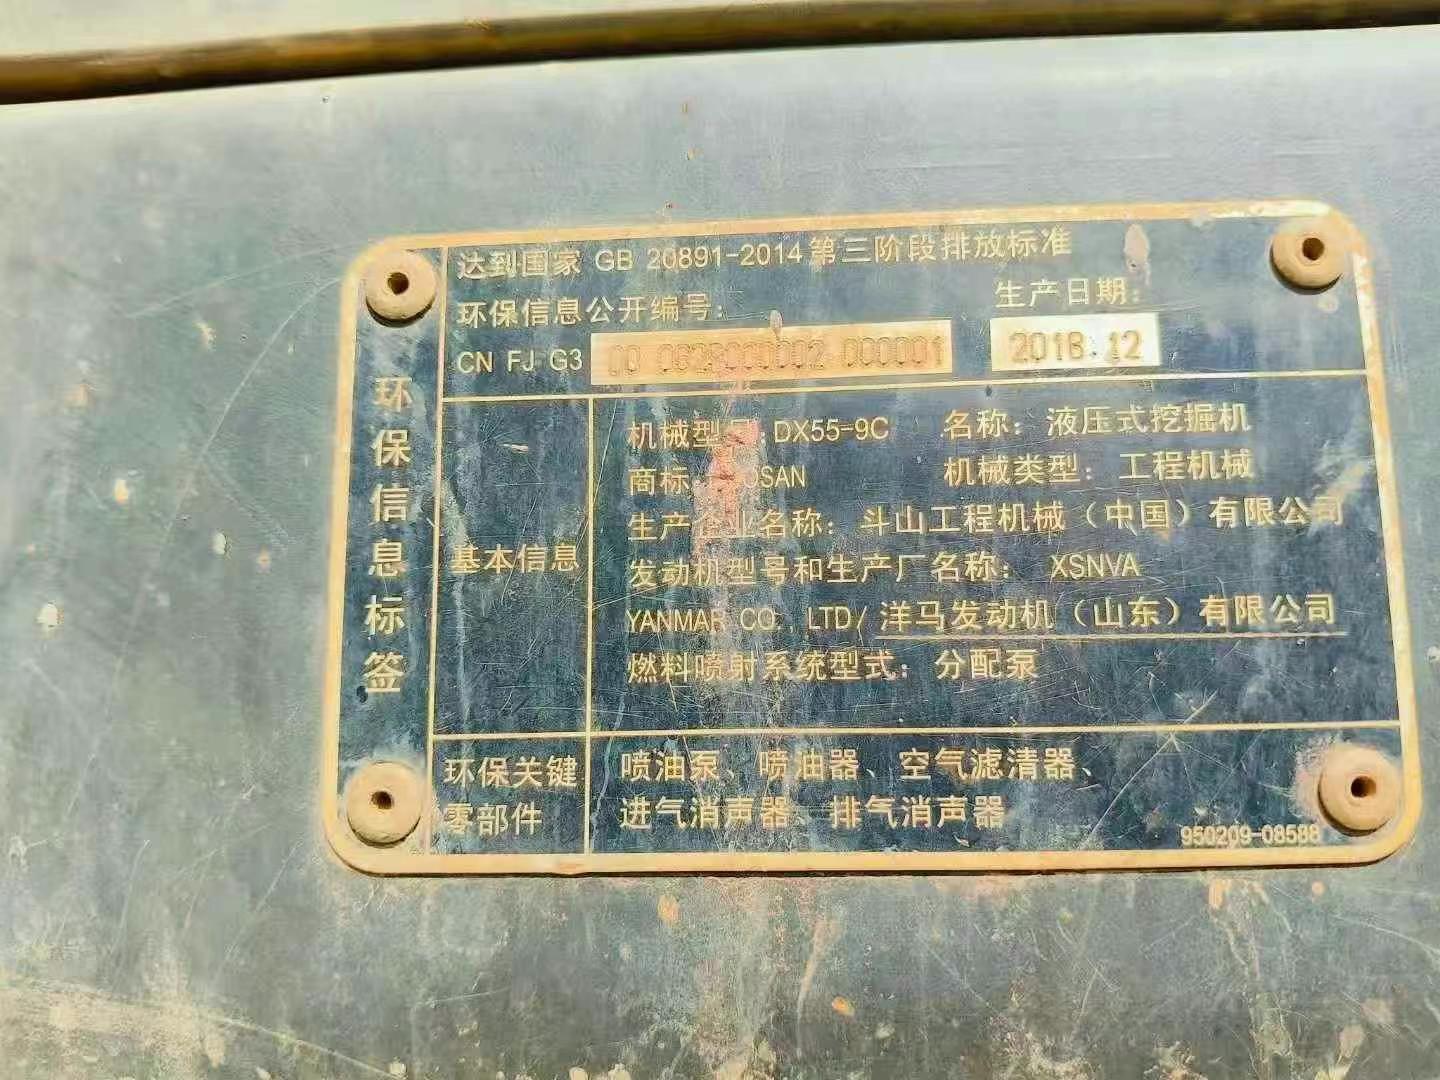 环保信息标签
达到国家 GB 20891-2014第三阶段排放标准
环保信息公开编号: 生产日期:
CN FJ G3 00 0628000002 000001 2018.12
基本信息
机械型号:DX55-9C 名称: 液压式挖掘机
商标 机械类型: 工程机械
生产企业名称: 斗山工程机械（中国）有限公司
发动机型号和生产厂名称: XSNVA
YANMAR CO., LTD/洋马发动机（山东）有限公司
燃料喷射系统型式: 分配泵
环保关键
零部件
喷油泵、喷油器、空气滤清器、
进气消声器、排气消声器
950209-08588